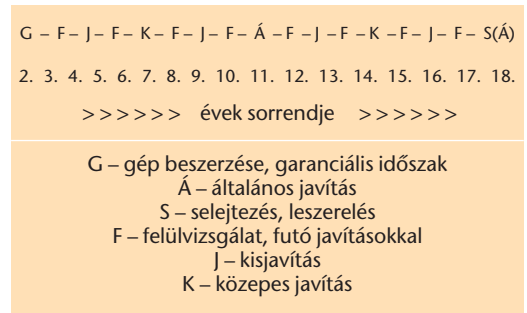 G – F – J – F – K – F – J – F – Á – F – J – F – K – F – J – F – S(Á)
2. 3. 4. 5. 6. 7. 8. 9. 10. 11. 12. 13. 14. 15. 16. 17. 18.
>>>>>> évek sorrendje >>>>>>
G – gép beszerzése, garanciális időszak
Á – általános javítás
S – selejtezés, leszerelés
F – felülvizsgálat, futó javításokkal
J – kisjavítás
K – közepes javítás